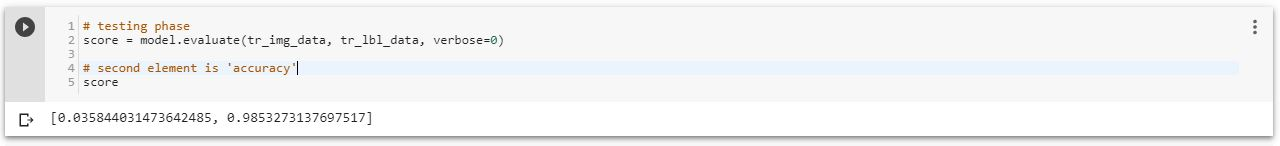 1 # testing phase
2 score = model.evaluate(tr_img_data, tr_lbl_data, verbose=0)
3
4 # second element is 'accuracy'
5 score
[0.035844031473642485, 0.9853273137697517]